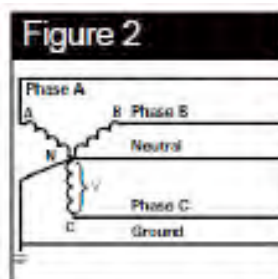 Figure 2
Phase A
A
B Phase B
N
Neutral
V
Phase C
C
Ground